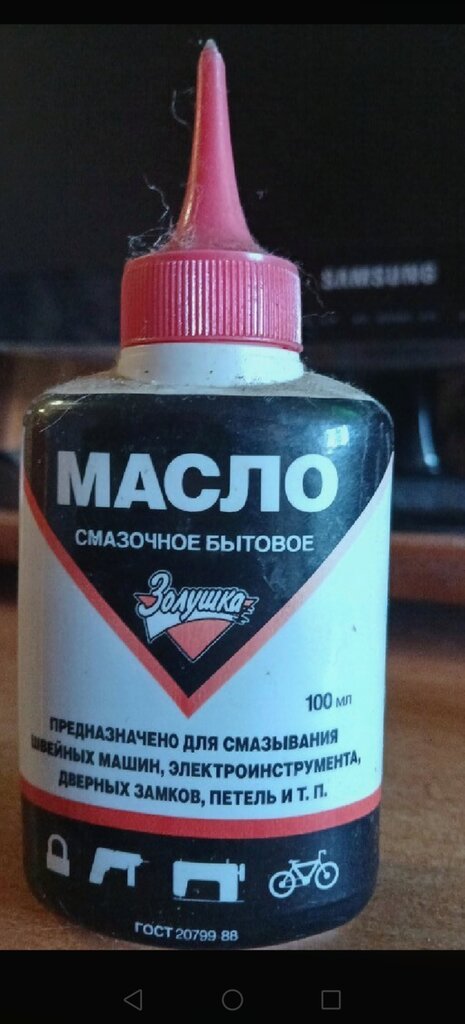 SAMSUNG
МАСЛО
СМАЗОЧНОЕ БЫТОВОЕ
Золушка
100 мл
ПРЕДНАЗНАЧЕНО ДЛЯ СМАЗЫВАНИЯ
ШВЕЙНЫХ МАШИН, ЭЛЕКТРОИНСТРУМЕНТА,
ДВЕРНЫХ ЗАМКОВ, ПЕТЕЛЬ И Т. П.
ГОСТ 20799-88